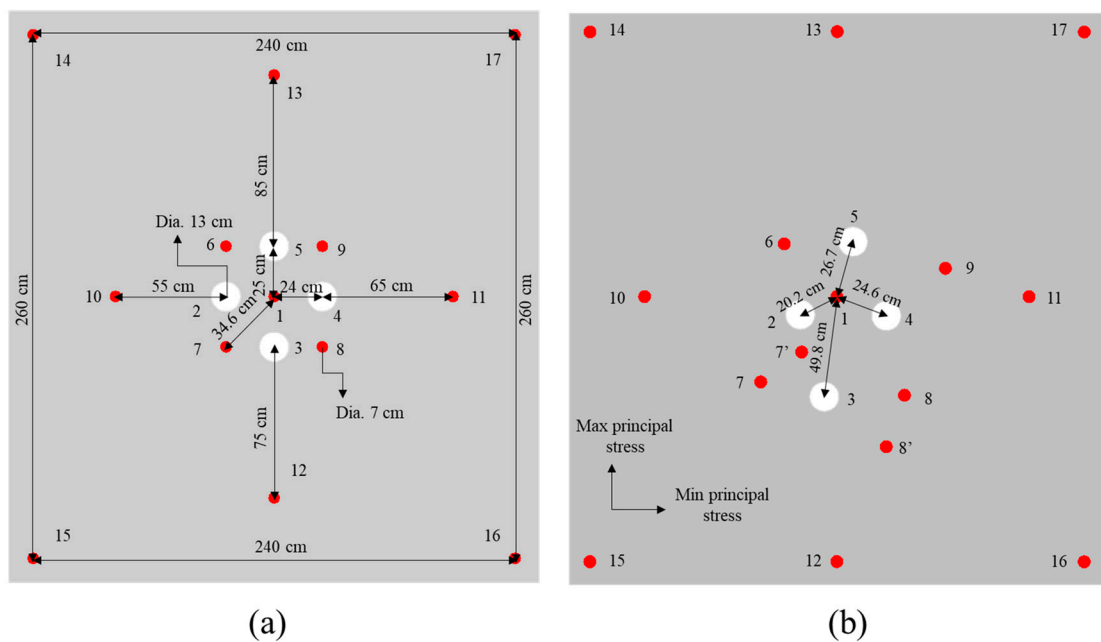 240 cm
14
17
13
260 cm
260 cm
85 cm
Dia. 13 cm
6
5
9
25 cm
24 cm
65 cm
55 cm
10
11
2
1
4
34.6 cm
7
3
8
Dia. 7 cm
75 cm
12
15
16
240 cm
(a)
14
13
17
5
6
26.7 cm
9
20.2 cm
24.6 cm
10
11
2
1
4
49.8 cm
7’
7
3
8
Max principal
stress
8’
Min principal
stress
15
12
16
(b)